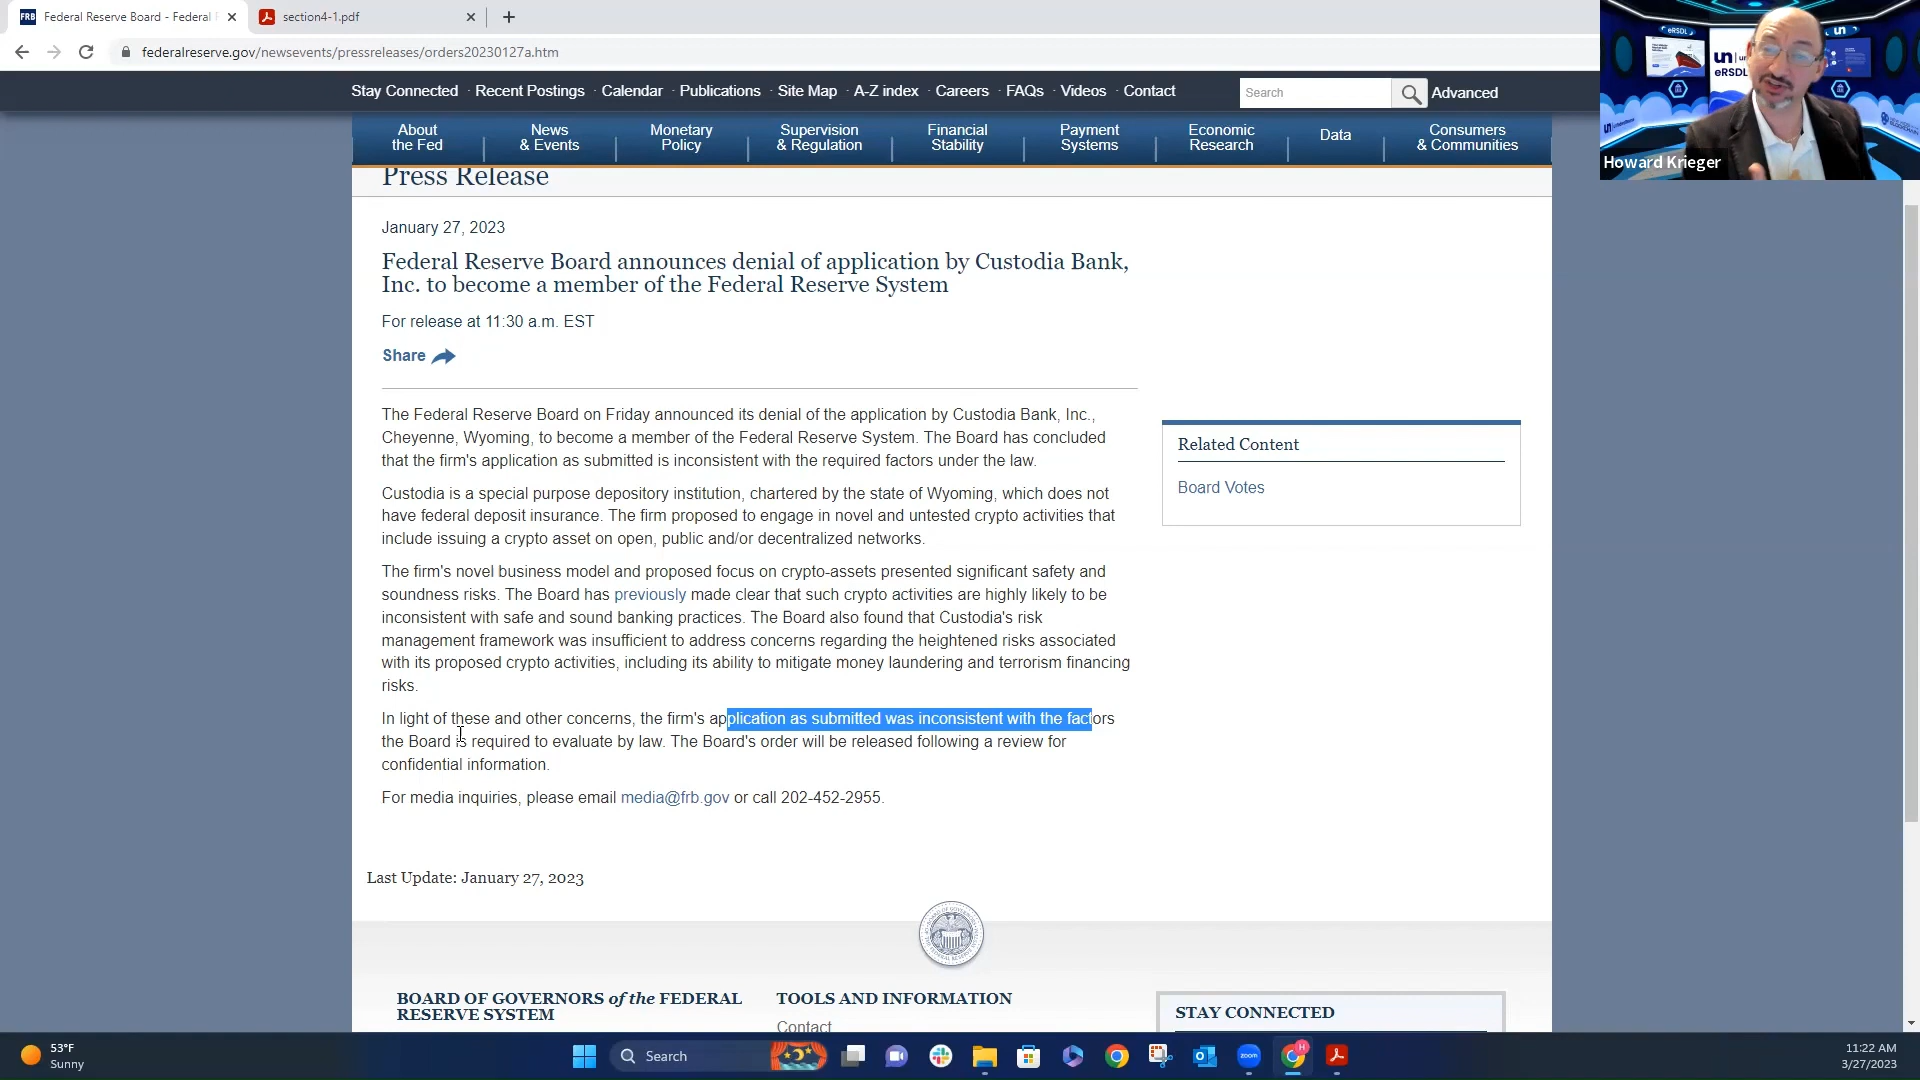 FRB Federal Reserve Board - Federal
section4-1.pdf
federalreserve.gov/newsevents/pressreleases/orders20230127a.htm
Stay Connected · Recent Postings · Calendar · Publications · Site Map · A-Z index · Careers · FAQs · Videos · Contact
Search
Advanced
About
the Fed
News
& Events
Monetary
Policy
Supervision
& Regulation
Financial
Stability
Payment
Systems
Economic
Research
Data
Consumers
& Communities
eRSDL
un
un
eRSDL
Howard Krieger
Press Release
January 27, 2023
Federal Reserve Board announces denial of application by Custodia Bank,
Inc. to become a member of the Federal Reserve System
For release at 11:30 a.m. EST
Share
The Federal Reserve Board on Friday announced its denial of the application by Custodia Bank, Inc.,
Cheyenne, Wyoming, to become a member of the Federal Reserve System. The Board has concluded
that the firm's application as submitted is inconsistent with the required factors under the law.
Custodia is a special purpose depository institution, chartered by the state of Wyoming, which does not
have federal deposit insurance. The firm proposed to engage in novel and untested crypto activities that
include issuing a crypto asset on open, public and/or decentralized networks.
The firm's novel business model and proposed focus on crypto-assets presented significant safety and
soundness risks. The Board has previously made clear that such crypto activities are highly likely to be
inconsistent with safe and sound banking practices. The Board also found that Custodia's risk
management framework was insufficient to address concerns regarding the heightened risks associated
with its proposed crypto activities, including its ability to mitigate money laundering and terrorism financing
risks.
In light of these and other concerns, the firm's application as submitted was inconsistent with the factors
the Board is required to evaluate by law. The Board's order will be released following a review for
confidential information.
For media inquiries, please email media@frb.gov or call 202-452-2955.
Related Content
Board Votes
Last Update: January 27, 2023
BOARD OF GOVERNORS of the FEDERAL
RESERVE SYSTEM
TOOLS AND INFORMATION
Contact
STAY CONNECTED
53°F
Sunny
Search
zoom
H
11:22 AM
3/27/2023